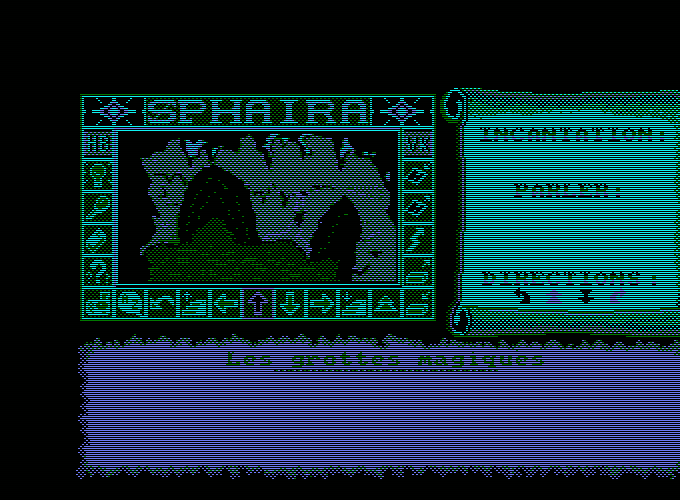 SPHAIRA
HB
VK
INCANTATION:
PARLER:
DIRECTIONS:
Les grottes magiques